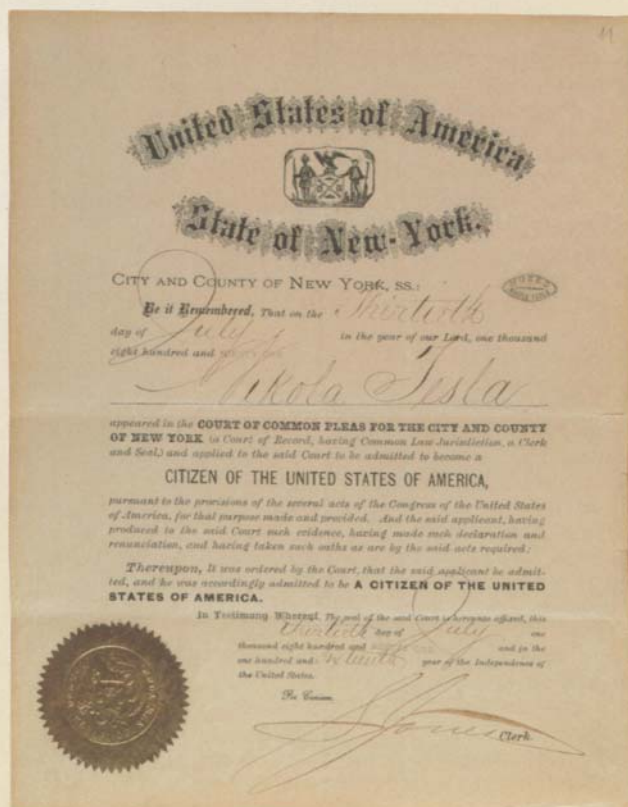 United States of America,
State of New-York.
CITY AND COUNTY OF NEW YORK, SS.:
Be it Remembered, That on the Thirtieth
day of July in the year of our Lord, one thousand
eight hundred and
Nikola Tesla
appeared in the COURT OF COMMON PLEAS FOR THE CITY AND COUNTY
OF NEW YORK (a Court of Record, having Common Law Jurisdiction, a Clerk
and Seal,) and applied to the said Court to be admitted to become a
CITIZEN OF THE UNITED STATES OF AMERICA,
pursuant to the provisions of the several acts of the Congress of the United States
of America, for that purpose made and provided. And the said applicant, having
produced to the said Court such evidence, having made such declaration and
renunciation, and having taken such oaths as are by the said acts required:
Thereupon, It was ordered by the Court, that the said applicant be admit-
ted, and he was accordingly admitted to be A CITIZEN OF THE UNITED
STATES OF AMERICA.
In Testimony Whereof, The seal of the said Court is hereunto affixed, this
thirtieth day of July one
thousand eight hundred and and in the
one hundred and year of the Independence of
the United States.
Per Curiam.
S Jones Clerk.